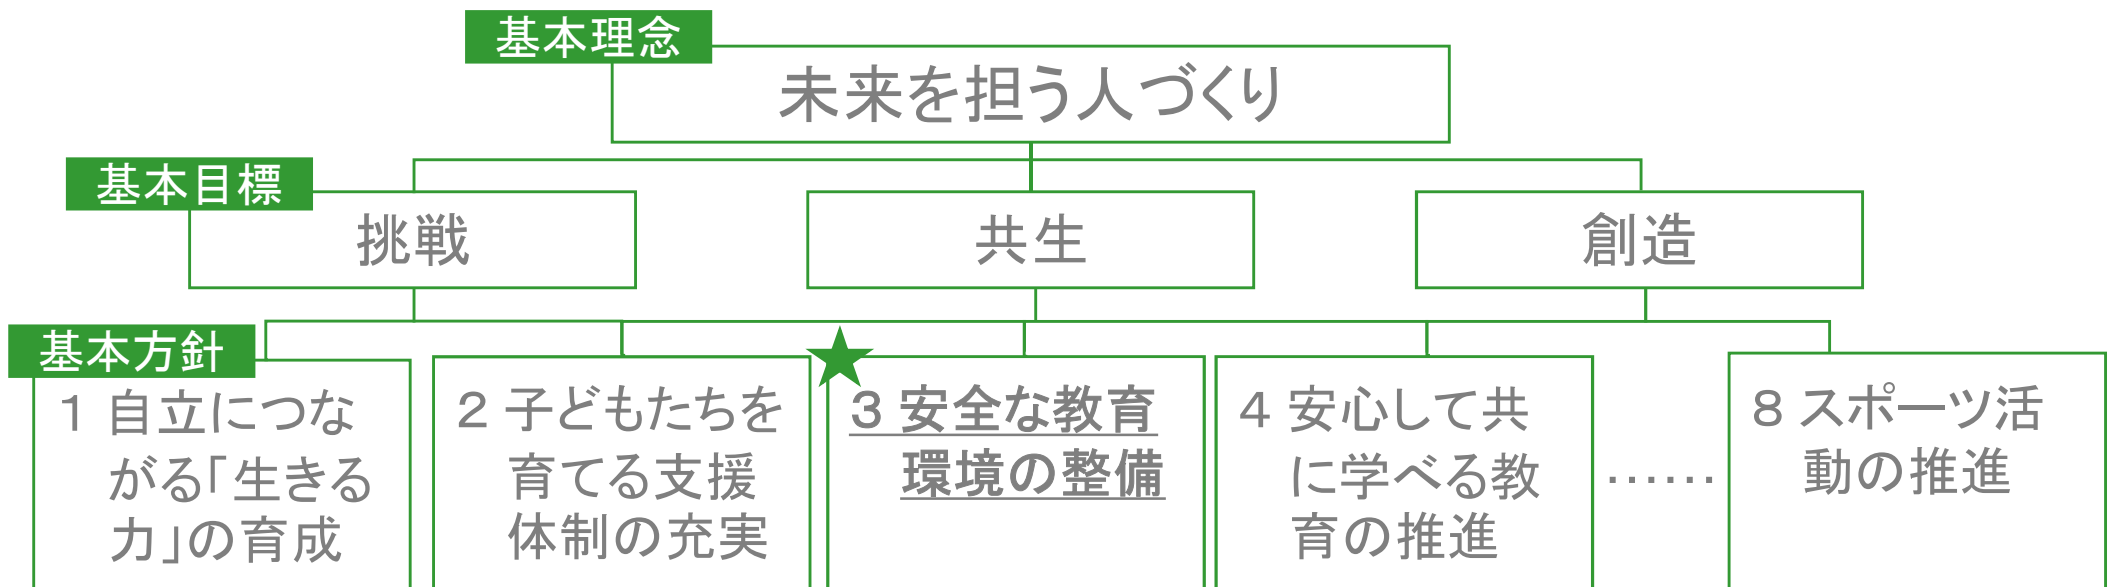 基本理念
未来を担う人づくり
基本目標
挑戦
共生
創造
基本方針
1 自立につな
がる「生きる
力」の育成
2 子どもたちを
育てる支援
体制の充実
★
3 安全な教育
環境の整備
4 安心して共
に学べる教
育の推進
……
8 スポーツ活
動の推進